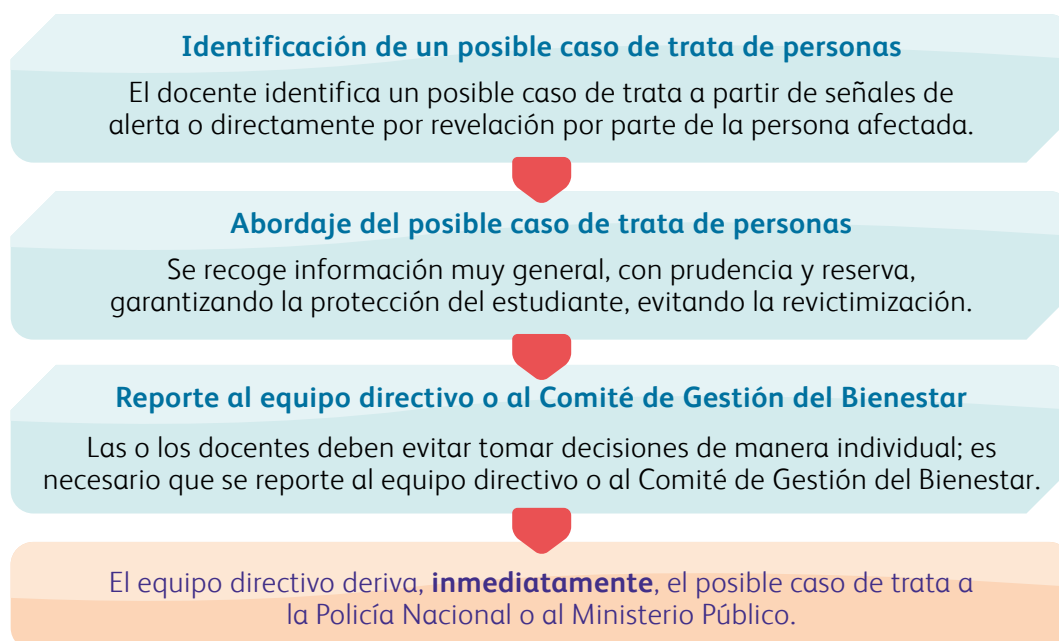 Identificación de un posible caso de trata de personas
El docente identifica un posible caso de trata a partir de señales de
alerta o directamente por revelación por parte de la persona afectada.
Abordaje del posible caso de trata de personas
Se recoge información muy general, con prudencia y reserva,
garantizando la protección del estudiante, evitando la revictimización.
Reporte al equipo directivo o al Comité de Gestión del Bienestar
Las o los docentes deben evitar tomar decisiones de manera individual; es
necesario que se reporte al equipo directivo o al Comité de Gestión del Bienestar.
El equipo directivo deriva, inmediatamente, el posible caso de trata a
la Policía Nacional o al Ministerio Público.